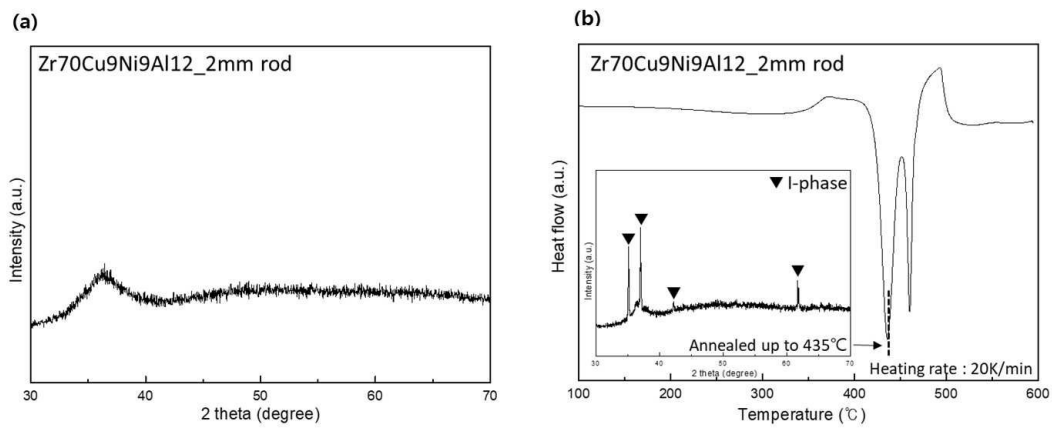 (a)
Zr70Cu9Ni9Al12_2mm rod
Intensity (a.u.)
30 40 50 60 70
2 theta (degree)
(b)
Zr70Cu9Ni9Al12_2mm rod
Heat flow (a.u.)
▼ I-phase
Intensity (a.u.)
30 40 50 60 70
2 theta (degree)
Annealed up to 435℃
Heating rate : 20K/min
100 200 300 400 500 600
Temperature (℃)